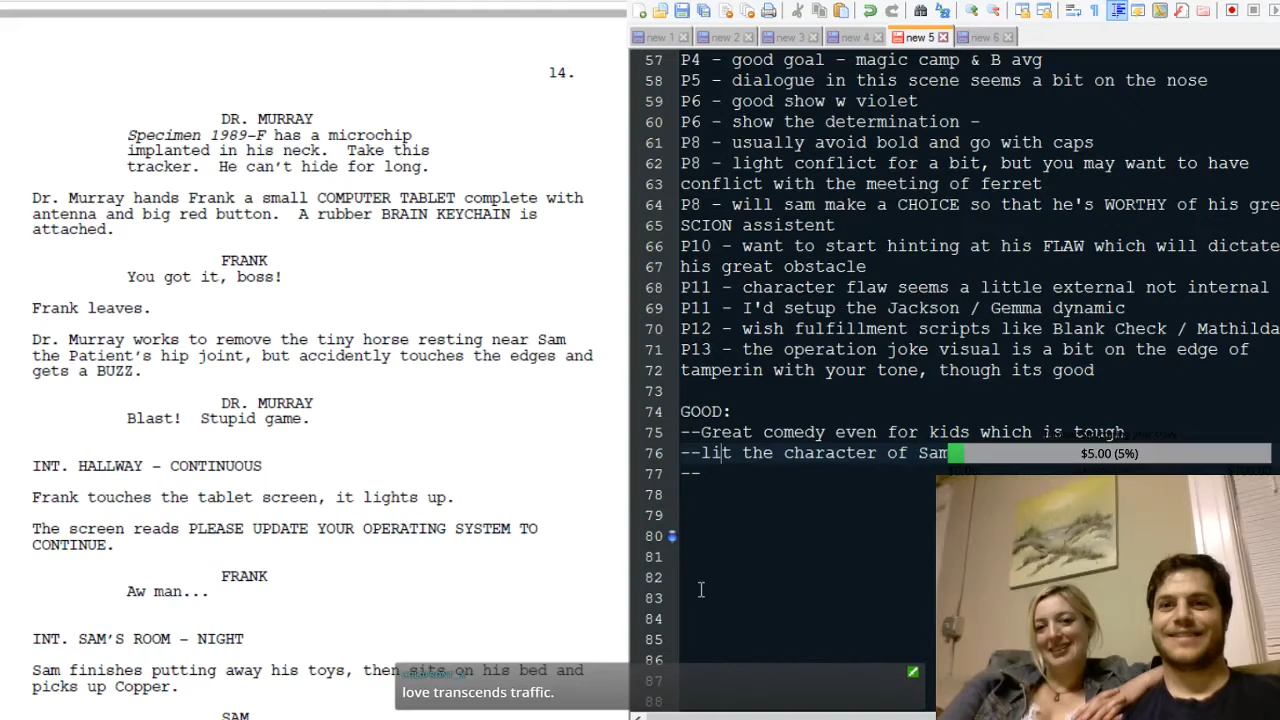 14.
DR. MURRAY
Specimen 1989-F has a microchip
implanted in his neck.  Take this
tracker.  He can't hide for long.
Dr. Murray hands Frank a small COMPUTER TABLET complete with
antenna and big red button.  A rubber BRAIN KEYCHAIN is
attached.
FRANK
You got it, boss!
Frank leaves.
Dr. Murray works to remove the tiny horse resting near Sam
the Patient's hip joint, but accidently touches the edges and
gets a BUZZ.
DR. MURRAY
Blast!  Stupid game.
INT. HALLWAY – CONTINUOUS
Frank touches the tablet screen, it lights up.
The screen reads PLEASE UPDATE YOUR OPERATING SYSTEM TO
CONTINUE.
FRANK
Aw man...
INT. SAM'S ROOM – NIGHT
Sam finishes putting away his toys, then sits on his bed and
picks up Copper.
SAM
new 1 new 2 new 3 new 4 new 5 new 6
57 P4 - good goal - magic camp & B avg
58 P5 - dialogue in this scene seems a bit on the nose
59 P6 - good show w violet
60 P6 - show the determination -
61 P8 - usually avoid bold and go with caps
62 P8 - light conflict for a bit, but you may want to have
63 conflict with the meeting of ferret
64 P8 - will sam make a CHOICE so that he's WORTHY of his gre
65 SCION assistent
66 P10 - want to start hinting at his FLAW which will dictate
67 his great obstacle
68 P11 - character flaw seems a little external not internal
69 P11 - I'd setup the Jackson / Gemma dynamic
70 P12 - wish fulfillment scripts like Blank Check / Mathilda
71 P13 - the operation joke visual is a bit on the edge of
72 tamperin with your tone, though its good
73
74 GOOD:
75 --Great comedy even for kids which is tough
76 --lit the character of Sam
77 --
78
79
80
81
82
83
84
85
86
87
88
$5.00 (5%)
love transcends traffic.